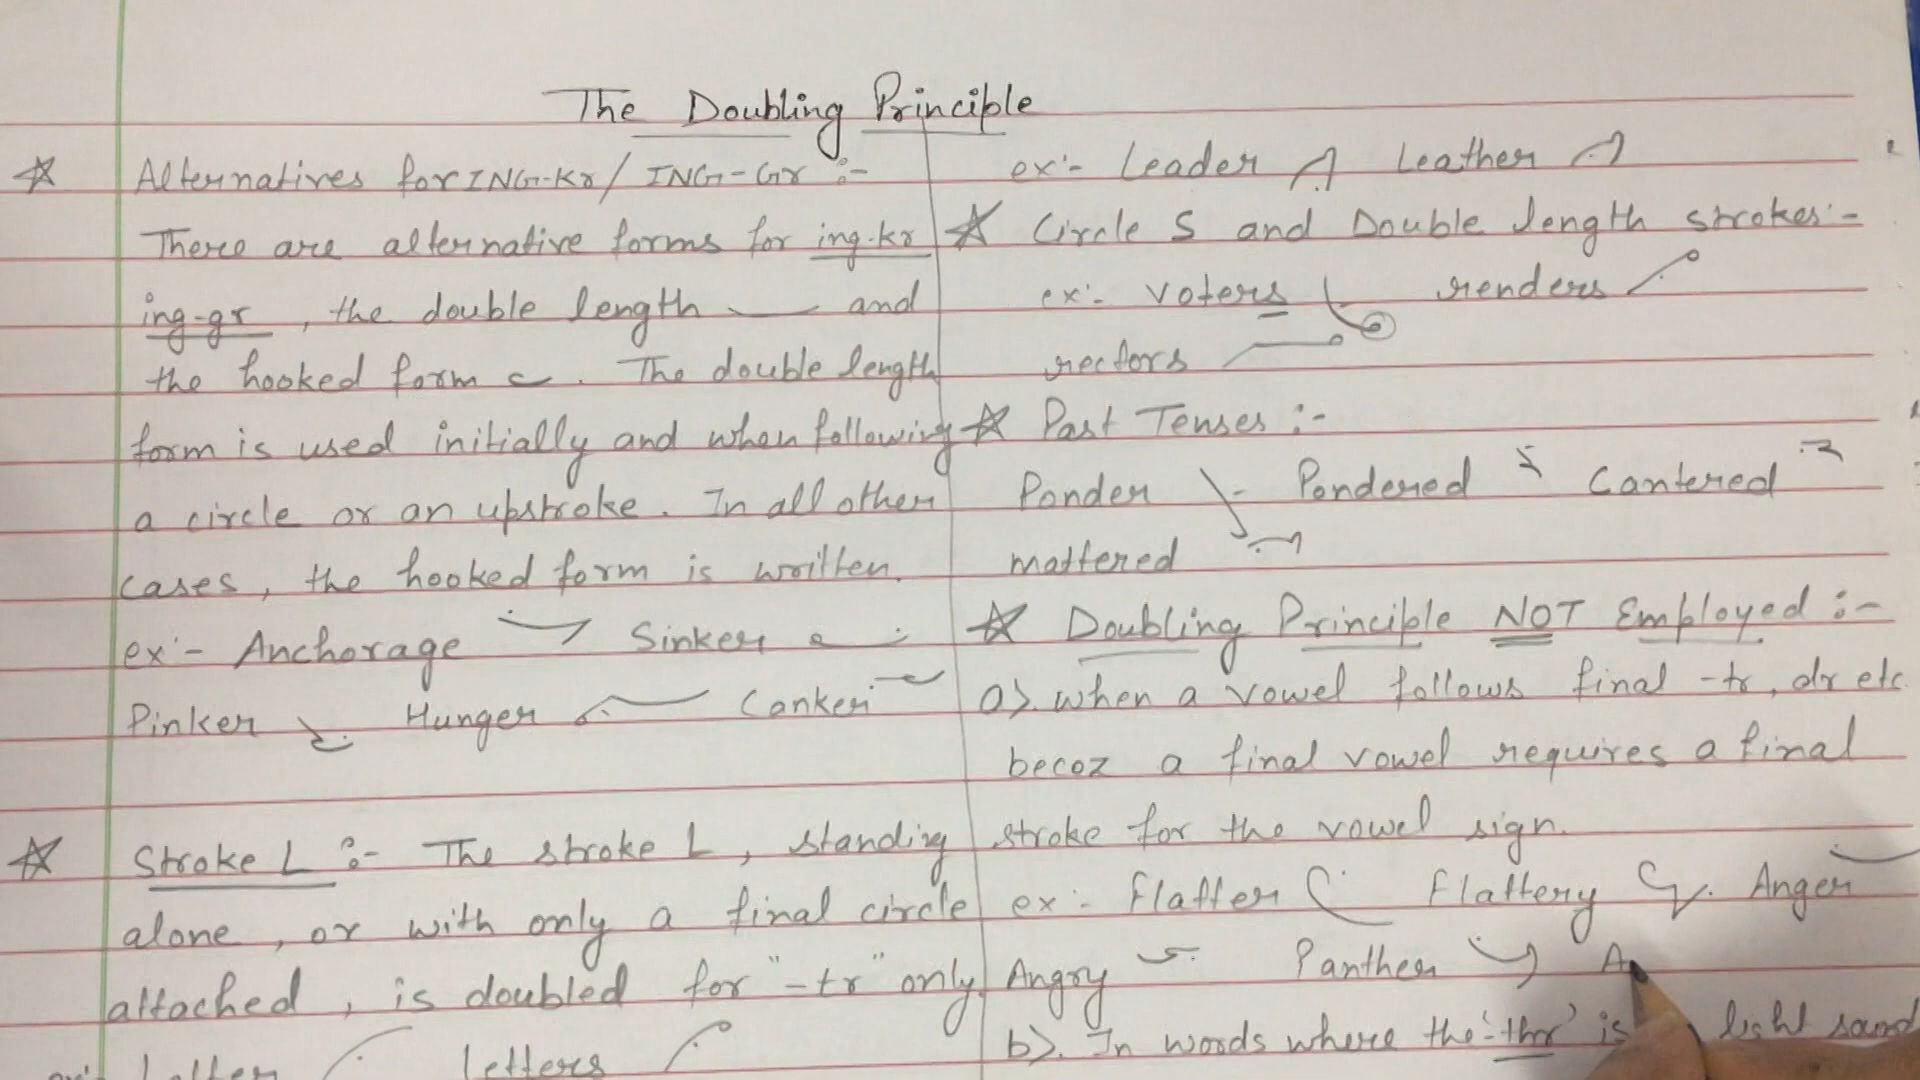 The Doubling Principle
☆ Alternatives for ING-Kr/ ING-Gr :-
There are alternative forms for ing-kr
ing-gr, the double length and
the hooked form . The double length
form is used initially and when following
a circle or an upstroke. In all other
cases, the hooked form is written.
ex:- Anchorage Sinker
Pinker Hunger Canker
☆ Stroke L :- The stroke L, standing
alone, or with only a final circle
attached, is doubled for "-tr" only.
ex:- Letter letters
ex:- Leader Leather
☆ Circle S and Double length strokes:-
ex:- voters renders
rectors
☆ Past Tenses :-
Ponder Pondered Cantered
mattered
☆ Doubling Principle NOT Employed :-
a). when a vowel follows final -tr, dr etc
becoz a final vowel requires a final
stroke for the vowel sign.
ex:- Flatter Flattery Anger
Angry Panther A
b). In words where the '-thr' is light sound